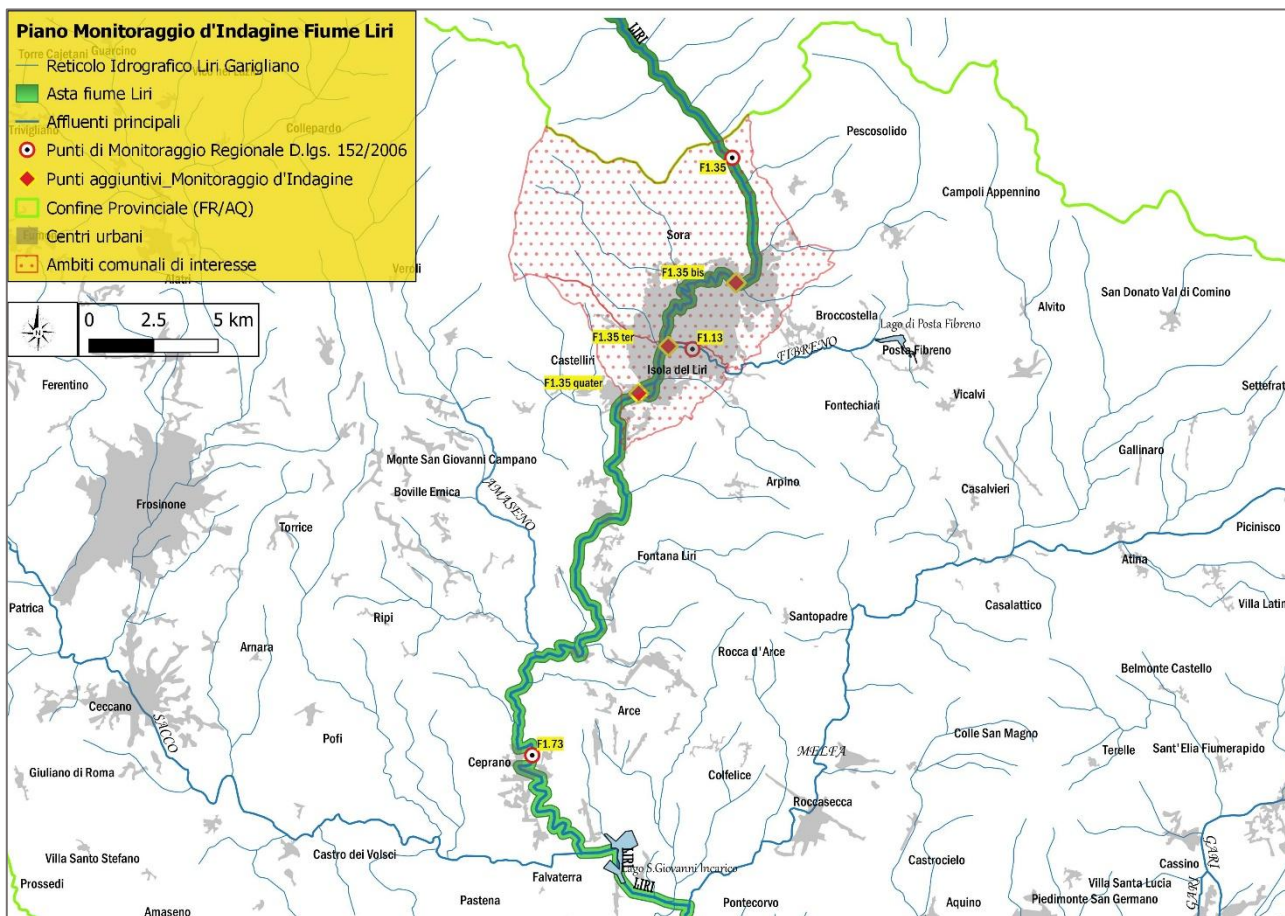 Piano Monitoraggio d'Indagine Fiume Liri
Torre Cajetani
Guarcino
Reticolo Idrografico Liri Garigliano
Asta fiume Liri
Trivigliano
Collepardo
Affluenti principali
Punti di Monitoraggio Regionale D.lgs. 152/2006
Punti aggiuntivi_Monitoraggio d'Indagine
Confine Provinciale (FR/AQ)
Centri urbani
Ambiti comunali di interesse
Alatri
Veroli
N
0 2.5 5 km
LIRI
Pescosolido
F1.35
Campoli Appennino
Sora
F1.35 bis
Alvito
San Donato Val di Comino
Broccostella
Lago di Posta Fibreno
F1.35 ter
F1.13
FIBRENO
Posta Fibreno
Castelliri
Isola del Liri
Ferentino
F1.35 quater
Vicalvi
Settefrat
Fontechiari
Gallinaro
Monte San Giovanni Campano
Arpino
Casalvieri
Boville Ernica
AMASENO
Frosinone
Torrice
Picinisco
Fontana Liri
Atina
Patrica
Casalattico
Villa Latin
Ripi
Santopadre
Arnara
Rocca d'Arce
Belmonte Castello
Ceccano
SACCO
Arce
Pofi
F1.73
Colle San Magno
Terelle
Sant'Elia Fiumerapido
Giuliano di Roma
Ceprano
MELFA
Colfelice
Roccasecca
Villa Santo Stefano
Castro dei Volsci
LIRI
Lago S.Giovanni Incarico
Castrocielo
Cassino
GARI
Prossedi
Falvaterra
LIRI
Villa Santa Lucia
Amaseno
Pastena
Pontecorvo
Aquino
Piedimonte San Germano
GARI